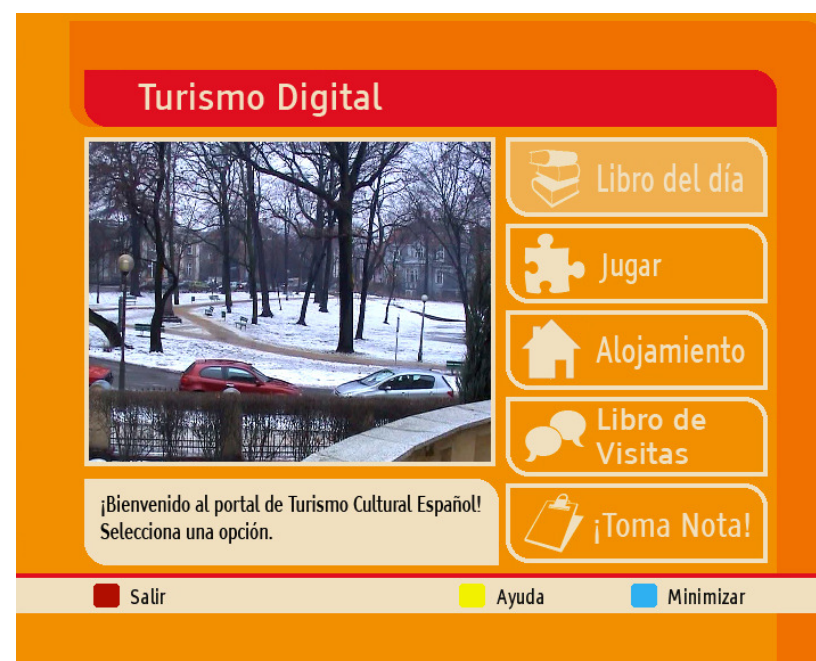 Turismo Digital
Libro del día
Jugar
Alojamiento
Libro de
Visitas
¡Toma Nota!
¡Bienvenido al portal de Turismo Cultural Español!
Selecciona una opción.
Salir
Ayuda
Minimizar